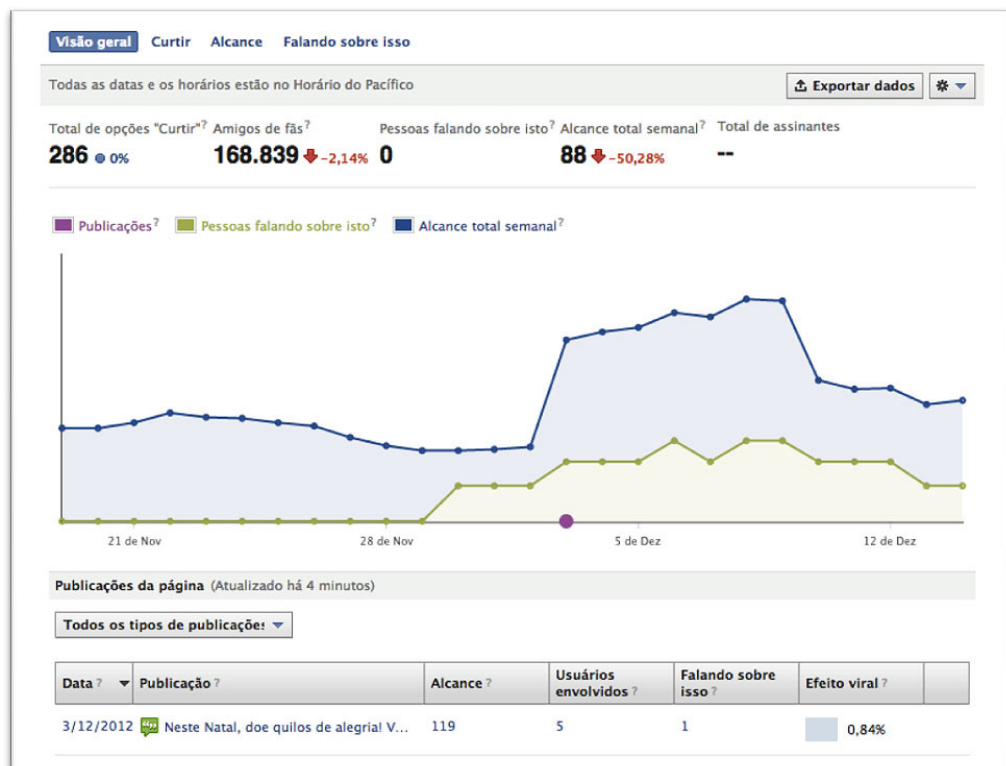 Visão geral Curtir Alcance Falando sobre isso
Todas as datas e os horários estão no Horário do Pacífico Exportar dados
Total de opções "Curtir"? Amigos de fãs? Pessoas falando sobre isto? Alcance total semanal? Total de assinantes
286 0% 168.839 -2,14% 0 88 -50,28% --
Publicações? Pessoas falando sobre isto? Alcance total semanal?
21 de Nov 28 de Nov 5 de Dez 12 de Dez
Publicações da página (Atualizado há 4 minutos)
Todos os tipos de publicações
Data ? Publicação ? Alcance ? Usuários envolvidos ? Falando sobre isso ? Efeito viral ?
3/12/2012 Neste Natal, doe quilos de alegria! V... 119 5 1 0,84%